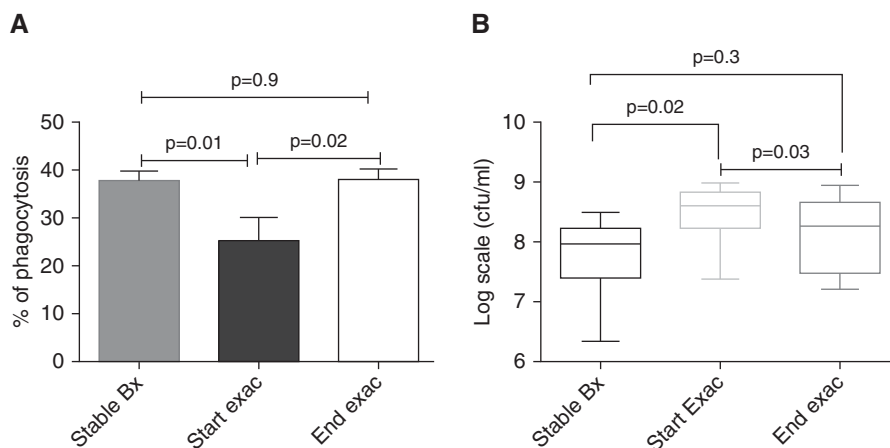 A
p=0.9
p=0.01
p=0.02
% of phagocytosis
50
40
30
20
10
0
Stable Bx
Start exac
End exac
B
p=0.3
p=0.02
p=0.03
Log scale (cfu/ml)
10
9
8
7
6
Stable Bx
Start Exac
End exac